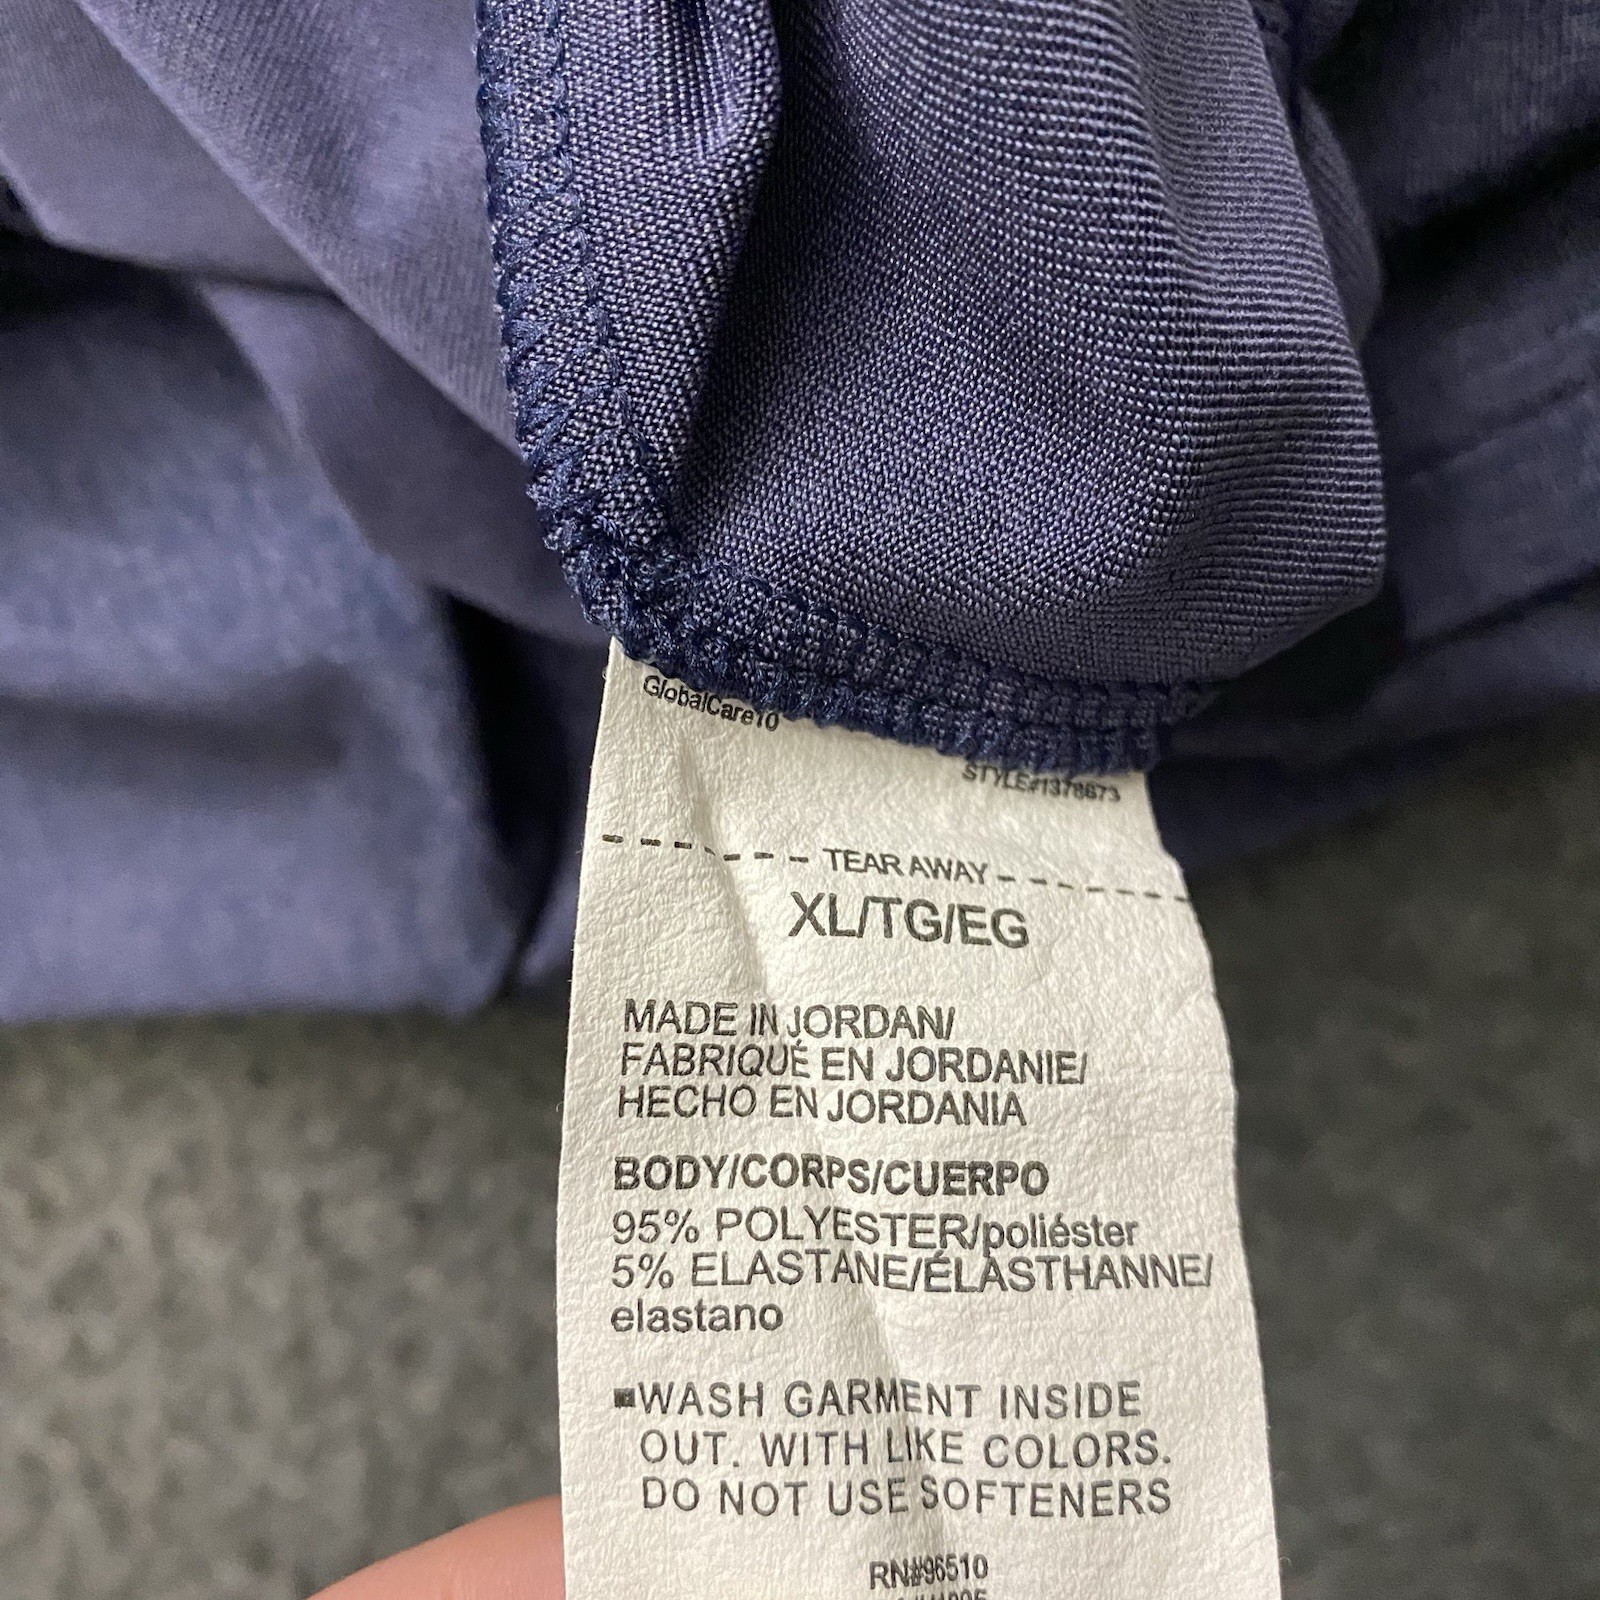 GlobalCare10
STYLE#1378673
TEAR AWAY
XL/TG/EG
MADE IN JORDAN/
FABRIQUÉ EN JORDANIE/
HECHO EN JORDANIA
BODY/CORPS/CUERPO
95% POLYESTER/poliéster
5% ELASTANE/ÉLASTHANNE/
elastano
WASH GARMENT INSIDE
OUT. WITH LIKE COLORS.
DO NOT USE SOFTENERS
RN#96510